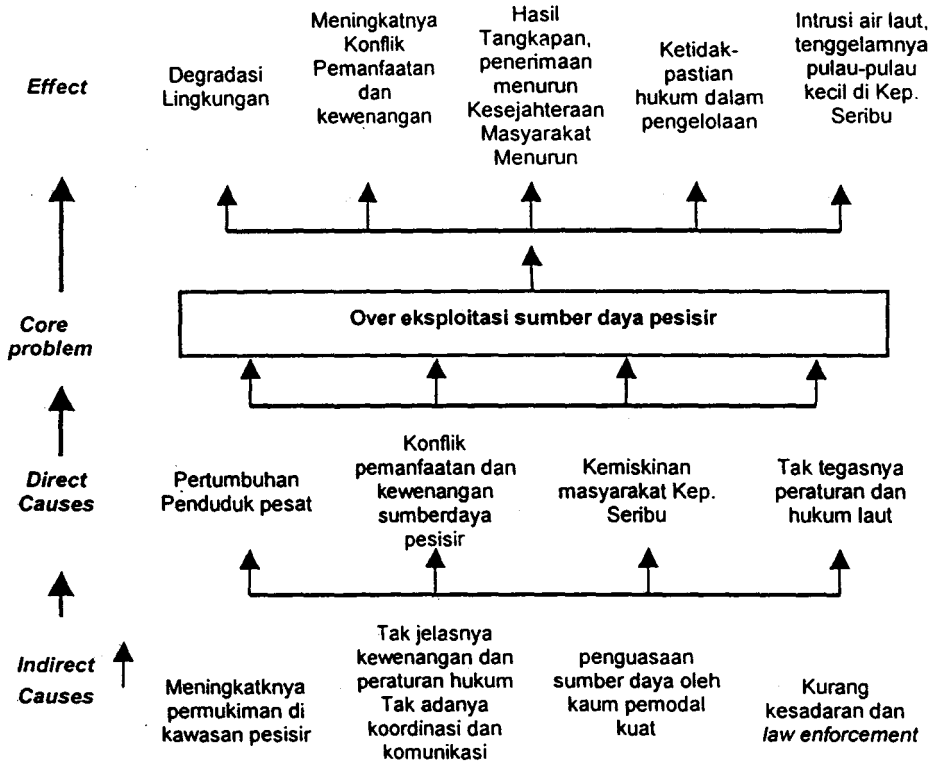 Effect
Degradasi
Lingkungan
Meningkatnya
Konflik
Pemanfaatan
dan
kewenangan
Hasil
Tangkapan,
penerimaan
menurun
Kesejahteraan
Masyarakat
Menurun
Ketidak-
pastian
hukum dalam
pengelolaan
Intrusi air laut,
tenggelamnya
pulau-pulau
kecil di Kep.
Seribu
Core
problem
Over eksploitasi sumber daya pesisir
Direct
Causes
Pertumbuhan
Penduduk pesat
Konflik
pemanfaatan dan
kewenangan
sumberdaya
pesisir
Kemiskinan
masyarakat Kep.
Seribu
Tak tegasnya
peraturan dan
hukum laut
Indirect
Causes
Meningkatknya
permukiman di
kawasan pesisir
Tak jelasnya
kewenangan dan
peraturan hukum
Tak adanya
koordinasi dan
komunikasi
penguasaan
sumber daya oleh
kaum pemodal
kuat
Kurang
kesadaran dan
law enforcement